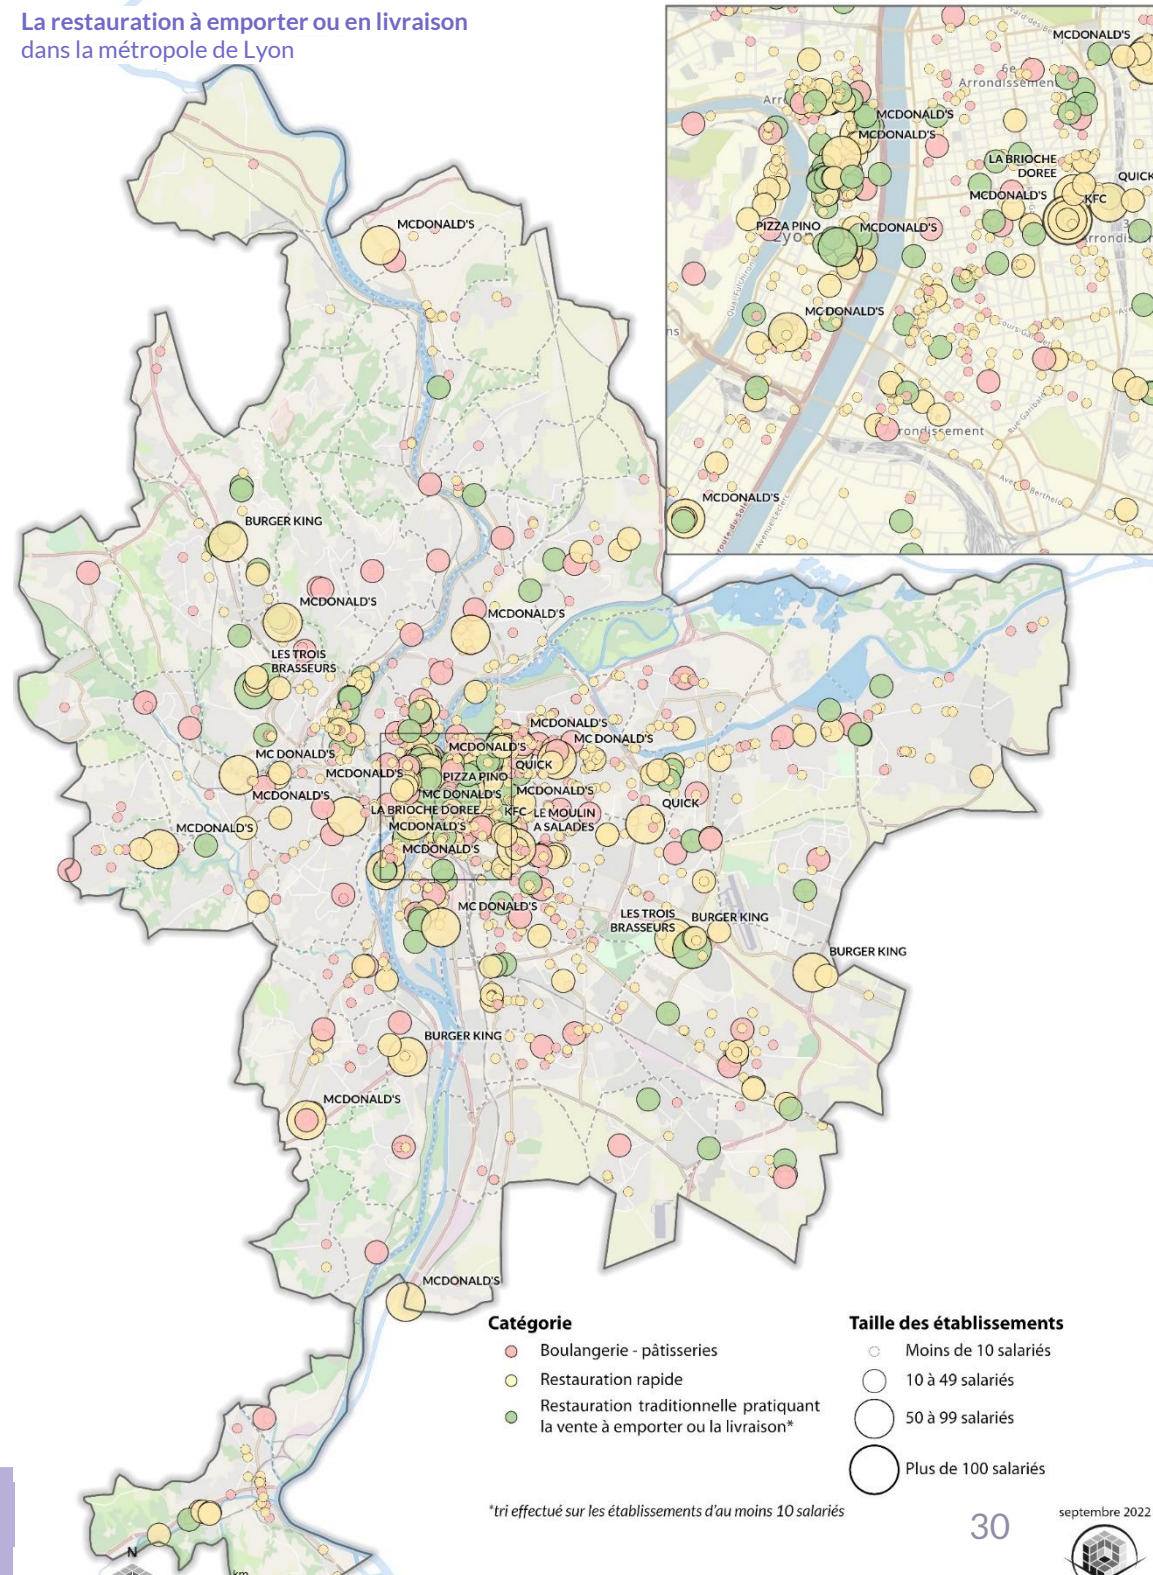 La restauration à emporter ou en livraison
dans la métropole de Lyon
MCDONALD'S
6e
Arrondissement
MCDONALD'S
MCDONALD'S
LA BRIOCHE
DOREE
QUICK
MCDONALD'S
KFC
PIZZA PINO
Lyon
MCDONALD'S
MC DONALD'S
Rue Garibaldi
MCDONALD'S
Avenue Leclerc
MCDONALD'S
BURGER KING
MCDONALD'S
MCDONALD'S
LES TROIS
BRASSEURS
MCDONALD'S
MC DONALD'S
MC DONALD'S
MCDONALD'S
QUICK
MCDONALD'S
PIZZA PINO
MCDONALD'S
MC DONALD'S
MCDONALD'S
QUICK
LA BRIOCHE DOREE
KFC
LE MOULIN
A SALADES
MCDONALD'S
MCDONALD'S
MCDONALD'S
MC DONALD'S
LES TROIS
BRASSEURS
BURGER KING
BURGER KING
BURGER KING
MCDONALD'S
MCDONALD'S
Catégorie
Boulangerie - pâtisseries
Restauration rapide
Restauration traditionnelle pratiquant
la vente à emporter ou la livraison*
Taille des établissements
Moins de 10 salariés
10 à 49 salariés
50 à 99 salariés
Plus de 100 salariés
*tri effectué sur les établissements d'au moins 10 salariés
30
septembre 2022
N
km